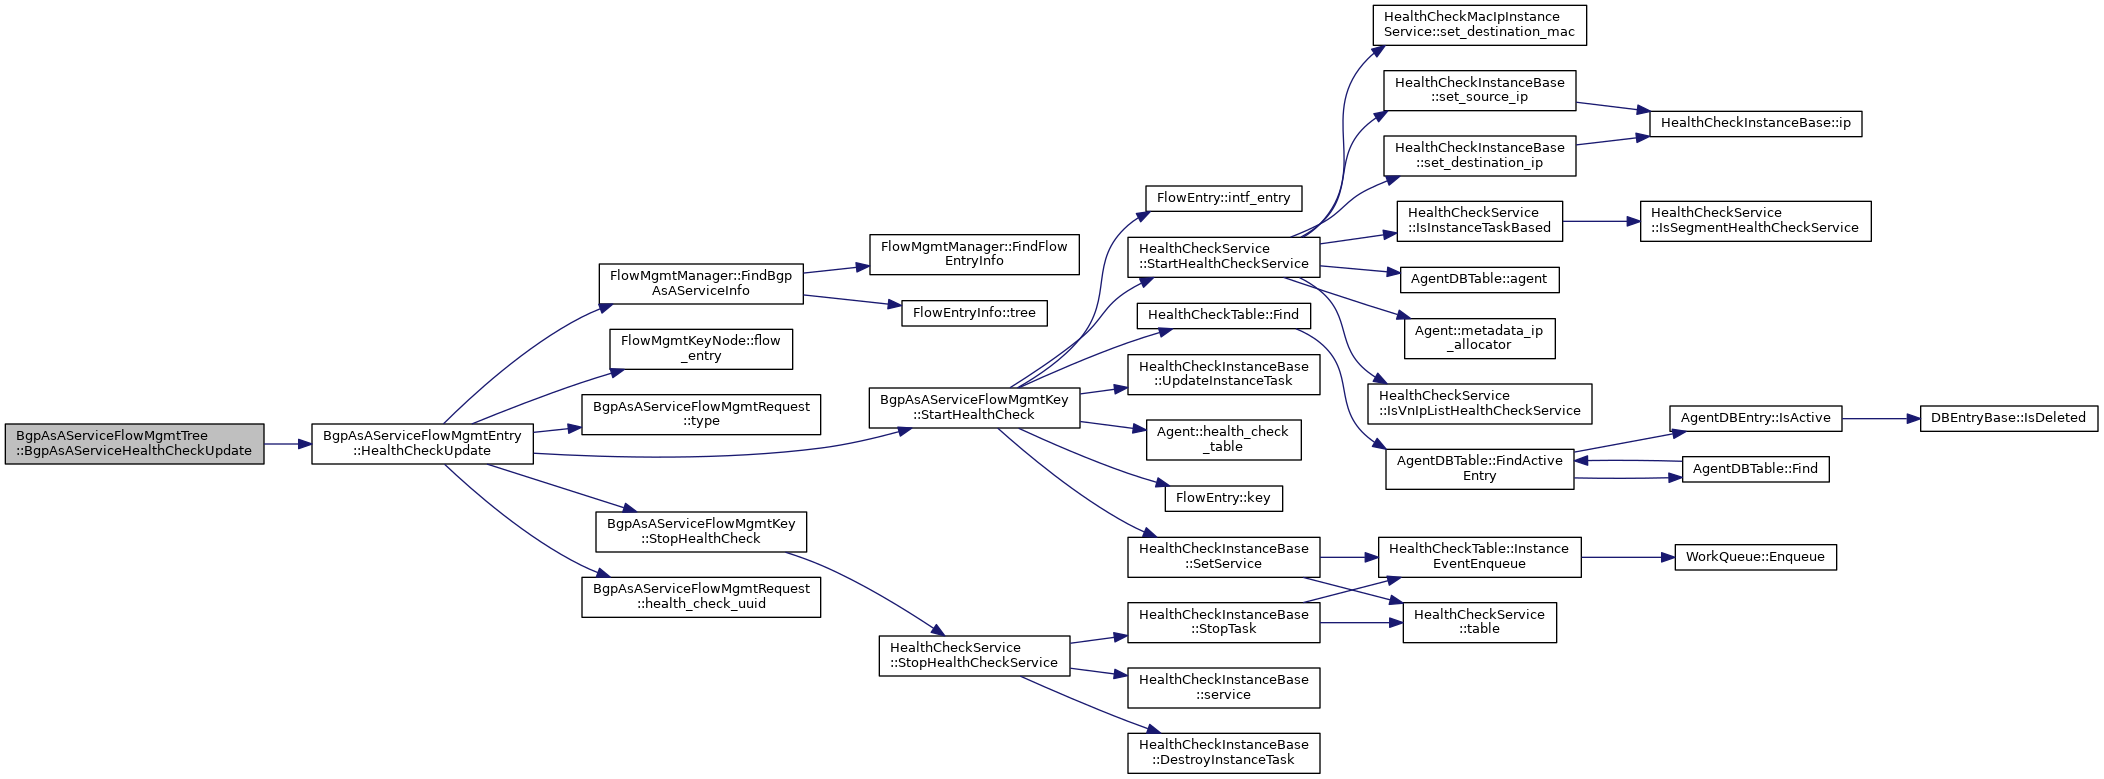 BgpAsAServiceFlowMgmtTree
::BgpAsAServiceHealthCheckUpdate
BgpAsAServiceFlowMgmtEntry
::HealthCheckUpdate
FlowMgmtManager::FindBgp
AsAServiceInfo
FlowMgmtManager::FindFlow
EntryInfo
FlowEntryInfo::tree
FlowMgmtKeyNode::flow
_entry
BgpAsAServiceFlowMgmtRequest
::type
BgpAsAServiceFlowMgmtKey
::StartHealthCheck
BgpAsAServiceFlowMgmtKey
::StopHealthCheck
BgpAsAServiceFlowMgmtRequest
::health_check_uuid
HealthCheckService
::StopHealthCheckService
FlowEntry::intf_entry
HealthCheckService
::StartHealthCheckService
HealthCheckTable::Find
HealthCheckInstanceBase
::UpdateInstanceTask
Agent::health_check
_table
FlowEntry::key
HealthCheckInstanceBase
::SetService
HealthCheckInstanceBase
::StopTask
HealthCheckInstanceBase
::service
HealthCheckInstanceBase
::DestroyInstanceTask
HealthCheckMacIpInstance
Service::set_destination_mac
HealthCheckInstanceBase
::set_source_ip
HealthCheckInstanceBase
::set_destination_ip
HealthCheckInstanceBase::ip
HealthCheckService
::IsInstanceTaskBased
HealthCheckService
::IsSegmentHealthCheckService
AgentDBTable::agent
Agent::metadata_ip
_allocator
HealthCheckService
::IsVnIpListHealthCheckService
AgentDBTable::FindActive
Entry
AgentDBEntry::IsActive
DBEntryBase::IsDeleted
AgentDBTable::Find
HealthCheckTable::Instance
EventEnqueue
WorkQueue::Enqueue
HealthCheckService
::table